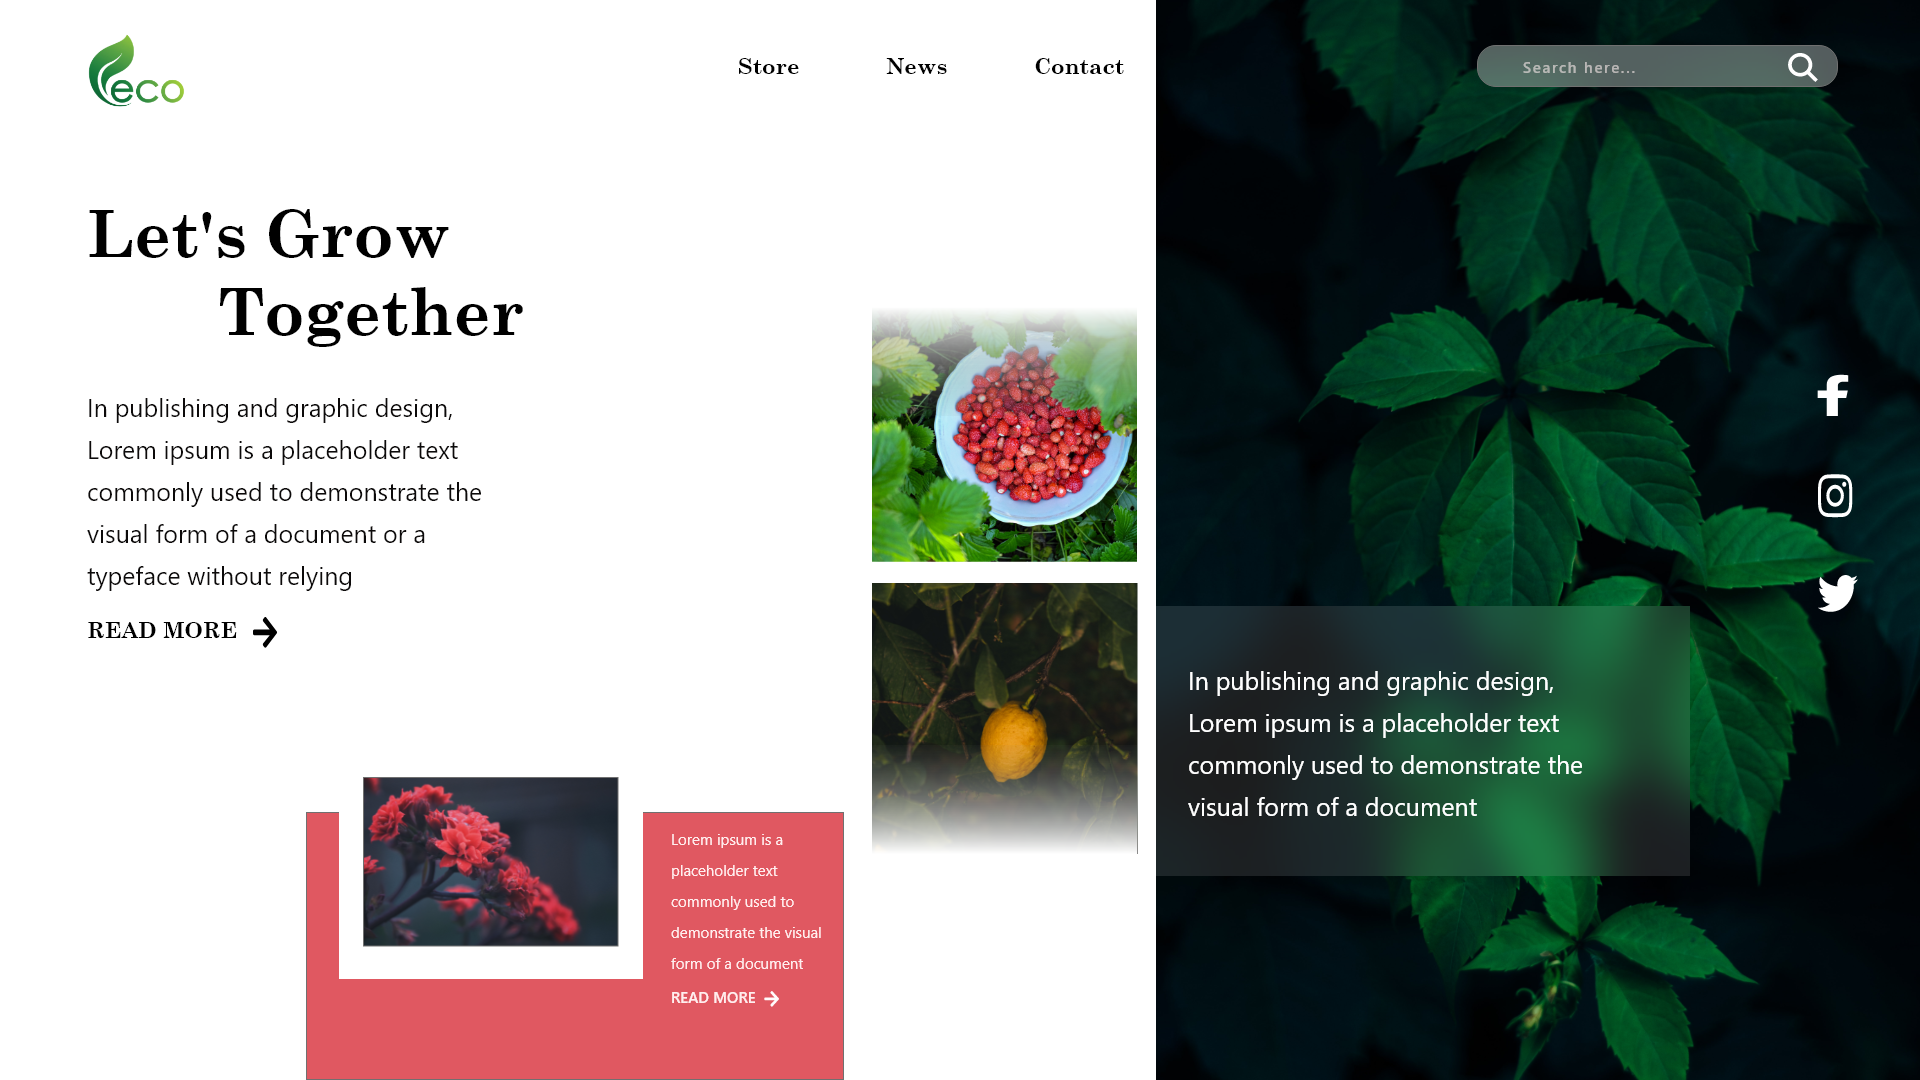 eco
Store
News
Contact
Search here...
Let's Grow
Together
In publishing and graphic design,
Lorem ipsum is a placeholder text
commonly used to demonstrate the
visual form of a document or a
typeface without relying
READ MORE
In publishing and graphic design,
Lorem ipsum is a placeholder text
commonly used to demonstrate the
visual form of a document
Lorem ipsum is a
placeholder text
commonly used to
demonstrate the visual
form of a document
READ MORE